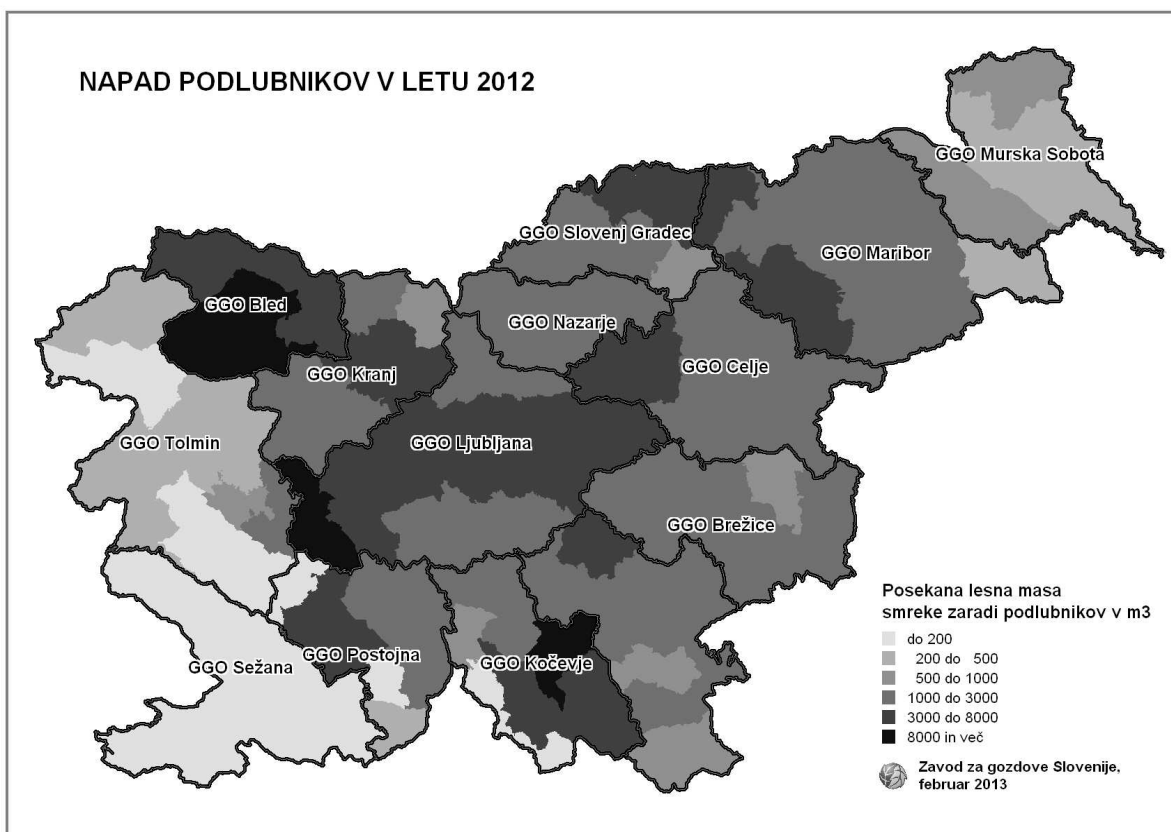 NAPAD PODLUBNIKOV V LETU 2012
GGO Murska Sobota
GGO Slovenj Gradec
GGO Maribor
GGO Bled
GGO Nazarje
GGO Kranj
GGO Celje
GGO Tolmin
GGO Ljubljana
GGO Brežice
GGO Postojna
GGO Kočevje
GGO Sežana
Posekana lesna masa
smreke zaradi podlubnikov v m3
do 200
200 do 500
500 do 1000
1000 do 3000
3000 do 8000
8000 in več
Zavod za gozdove Slovenije,
februar 2013